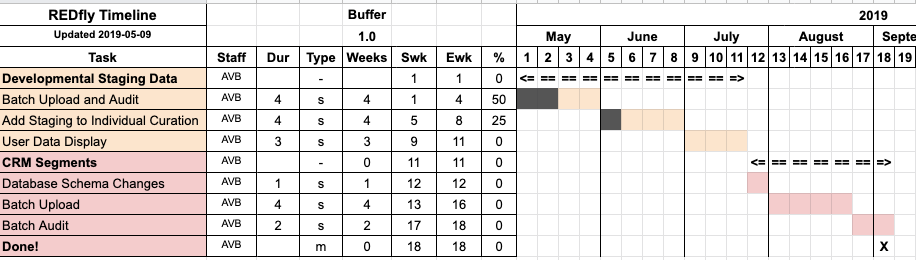 REDfly Timeline Buffer 2019
Updated 2019-05-09 1.0 May June July August Septe
Task Staff Dur Type Weeks Swk Ewk % 1 2 3 4 5 6 7 8 9 10 11 12 13 14 15 16 17 18 19
Developmental Staging Data AVB - 1 1 0 <= == == == == == == == == == =>
Batch Upload and Audit AVB 4 s 4 1 4 50
Add Staging to Individual Curation AVB 4 s 4 5 8 25
User Data Display AVB 3 s 3 9 11 0
CRM Segments AVB - 0 11 11 0 <= == == == == == =>
Database Schema Changes AVB 1 s 1 12 12 0
Batch Upload AVB 4 s 4 13 16 0
Batch Audit AVB 2 s 2 17 18 0
Done! AVB m 0 18 18 0 X